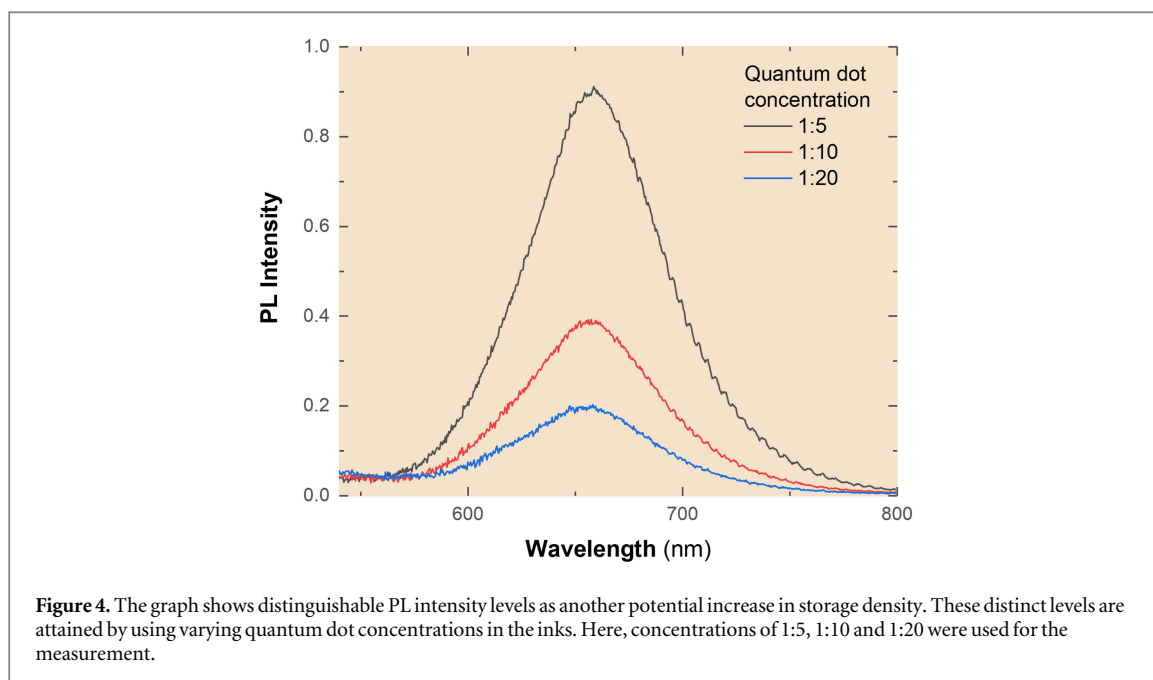 1.0
0.8
0.6
0.4
0.2
0.0
PL Intensity
Quantum dot
concentration
1:5
1:10
1:20
600
700
800
Wavelength (nm)
Figure 4. The graph shows distinguishable PL intensity levels as another potential increase in storage density. These distinct levels are
attained by using varying quantum dot concentrations in the inks. Here, concentrations of 1:5, 1:10 and 1:20 were used for the
measurement.